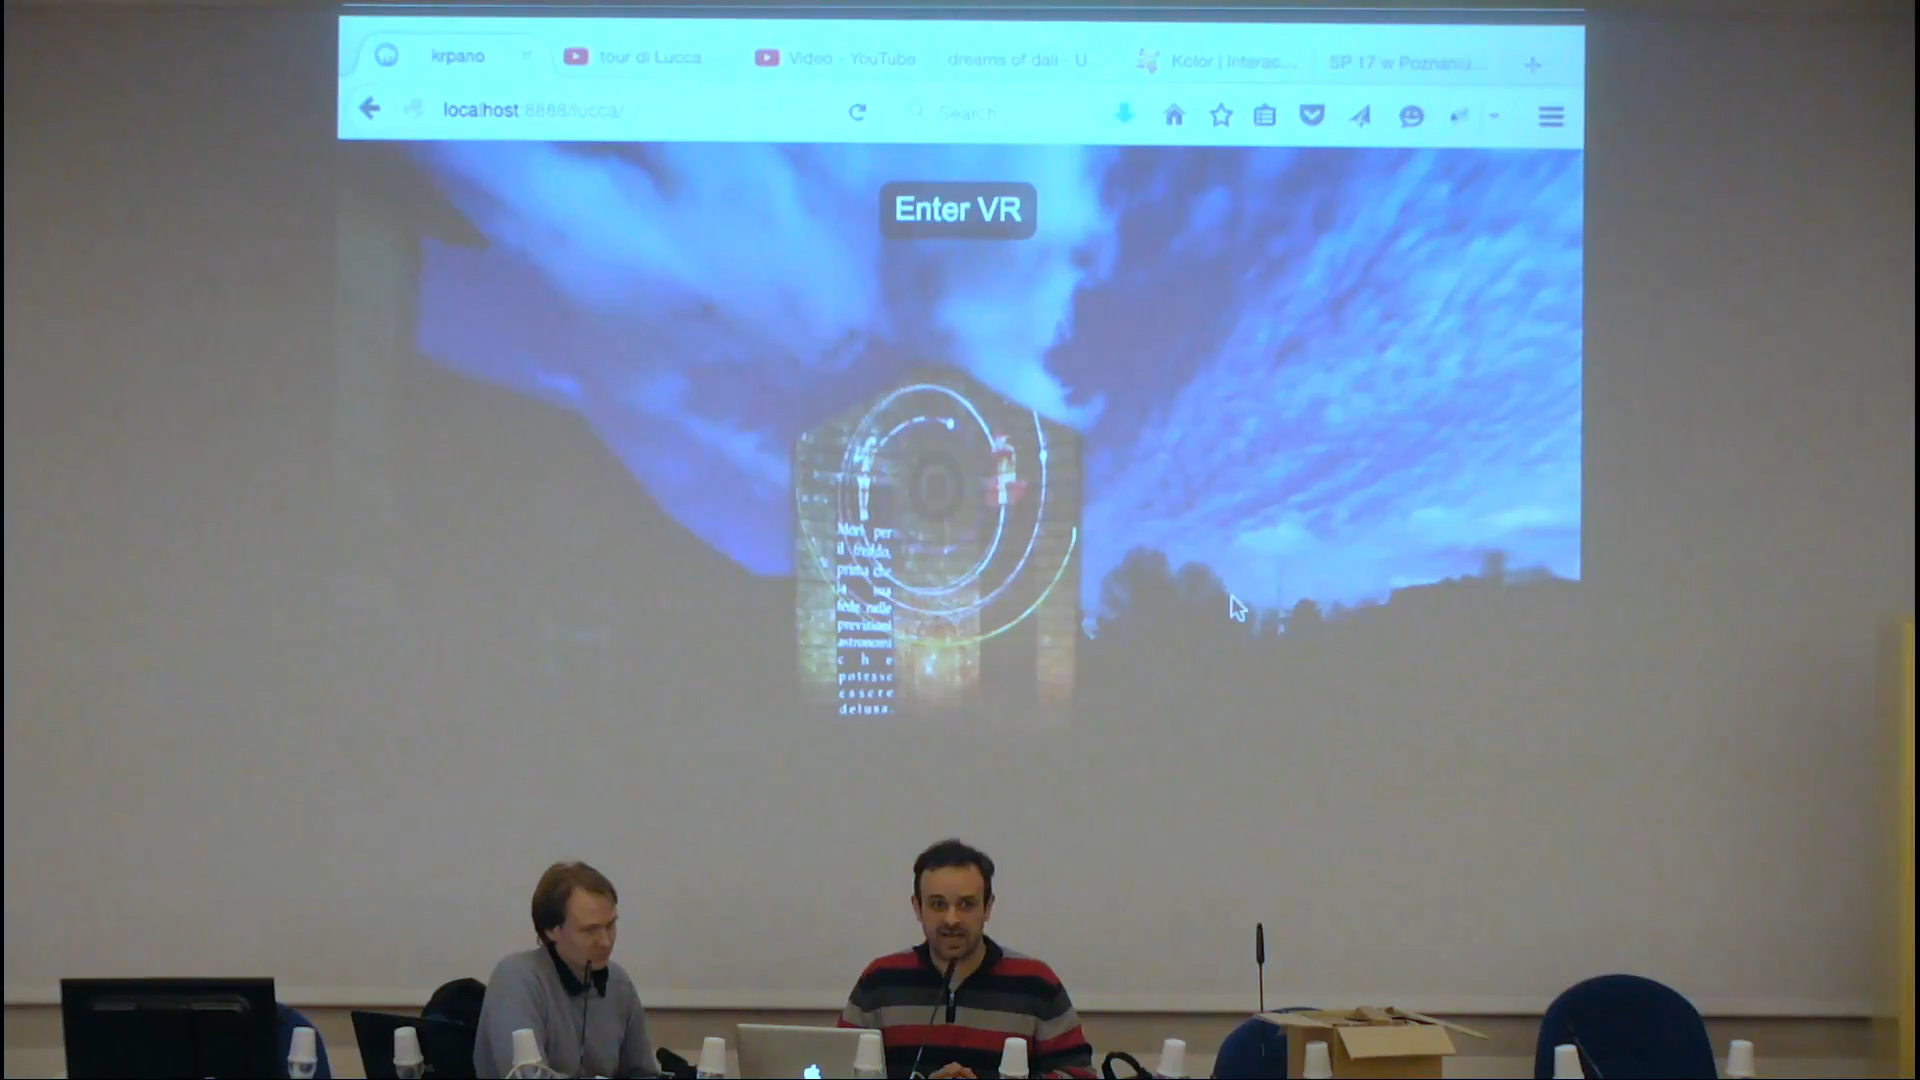 krpano
tour di Lucca
Video - YouTube
dreams of dali - U...
Kolor | Interac...
SP 17 w Poznaniu...
localhost:8888/lucca/
Search
Enter VR
Morì per
il freddo,
prima che
la sua
fede nelle
previsioni
astronomi
che
potesse
essere
delusa.